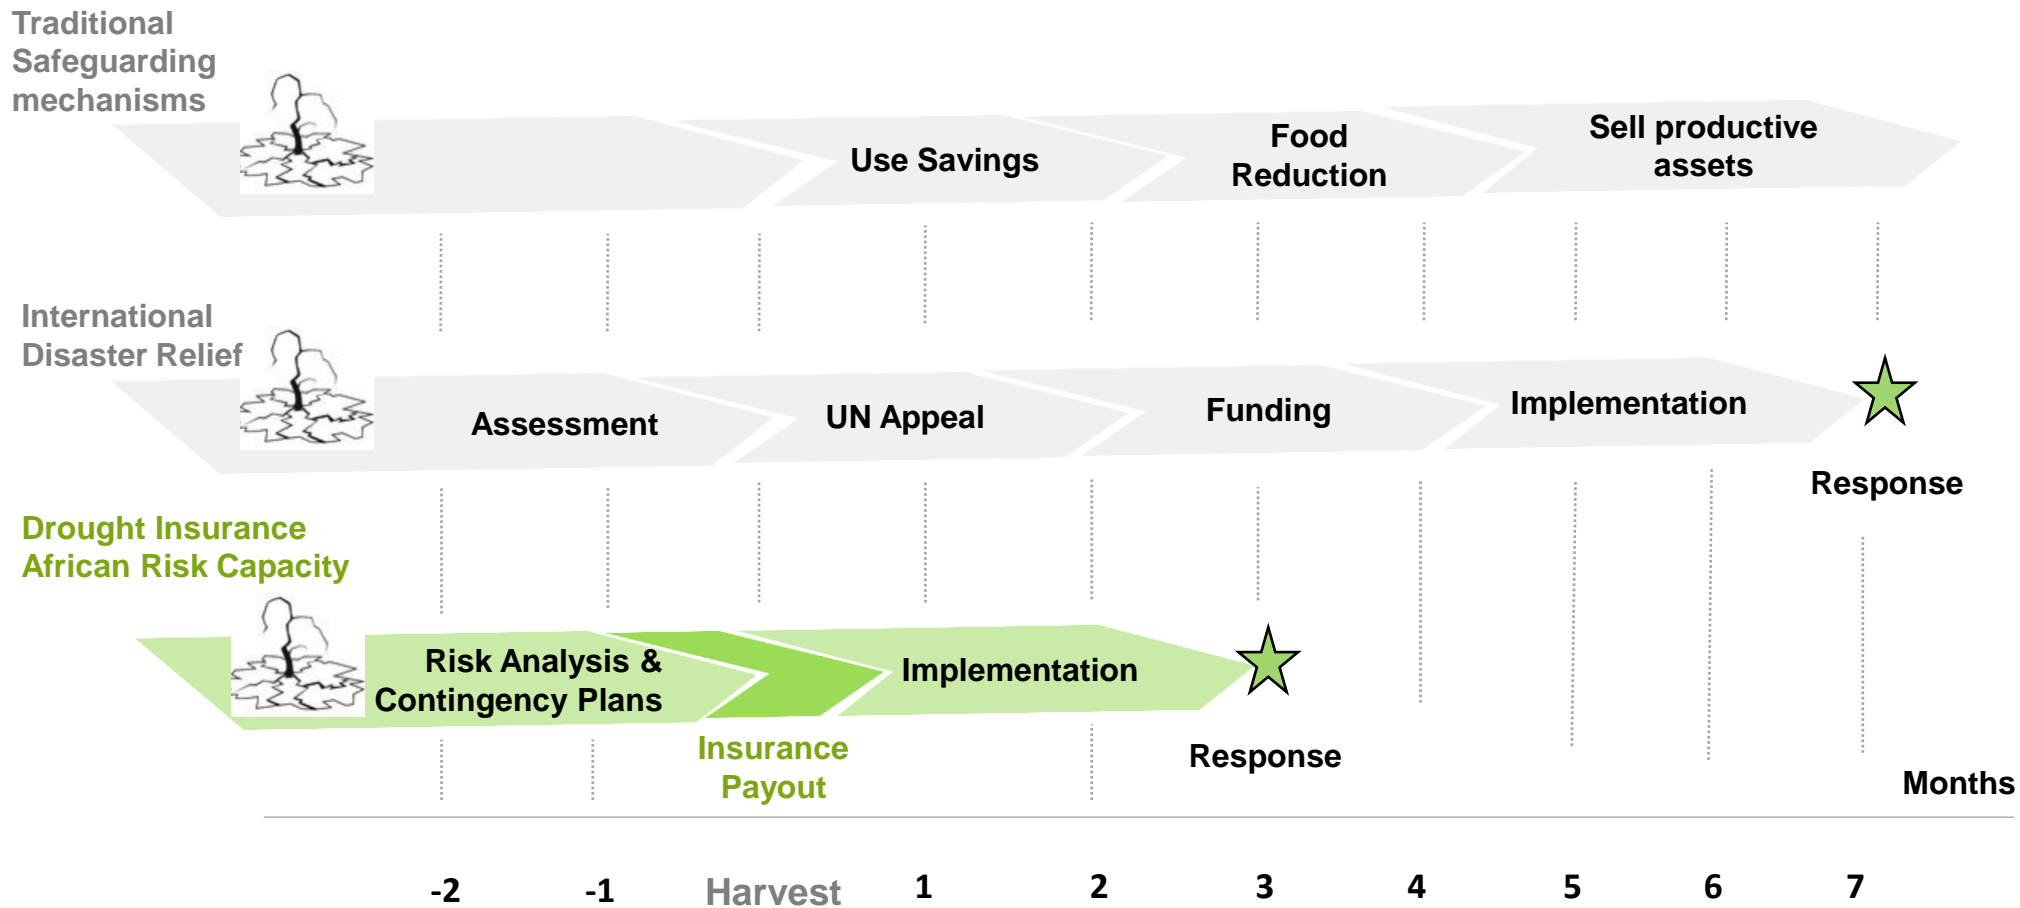 Traditional
Safeguarding
mechanisms
Use Savings
Food
Reduction
Sell productive
assets
International
Disaster Relief
Assessment
UN Appeal
Funding
Implementation
Response
Drought Insurance
African Risk Capacity
Risk Analysis &
Contingency Plans
Implementation
Insurance
Payout
Response
Months
-2 -1 Harvest 1 2 3 4 5 6 7